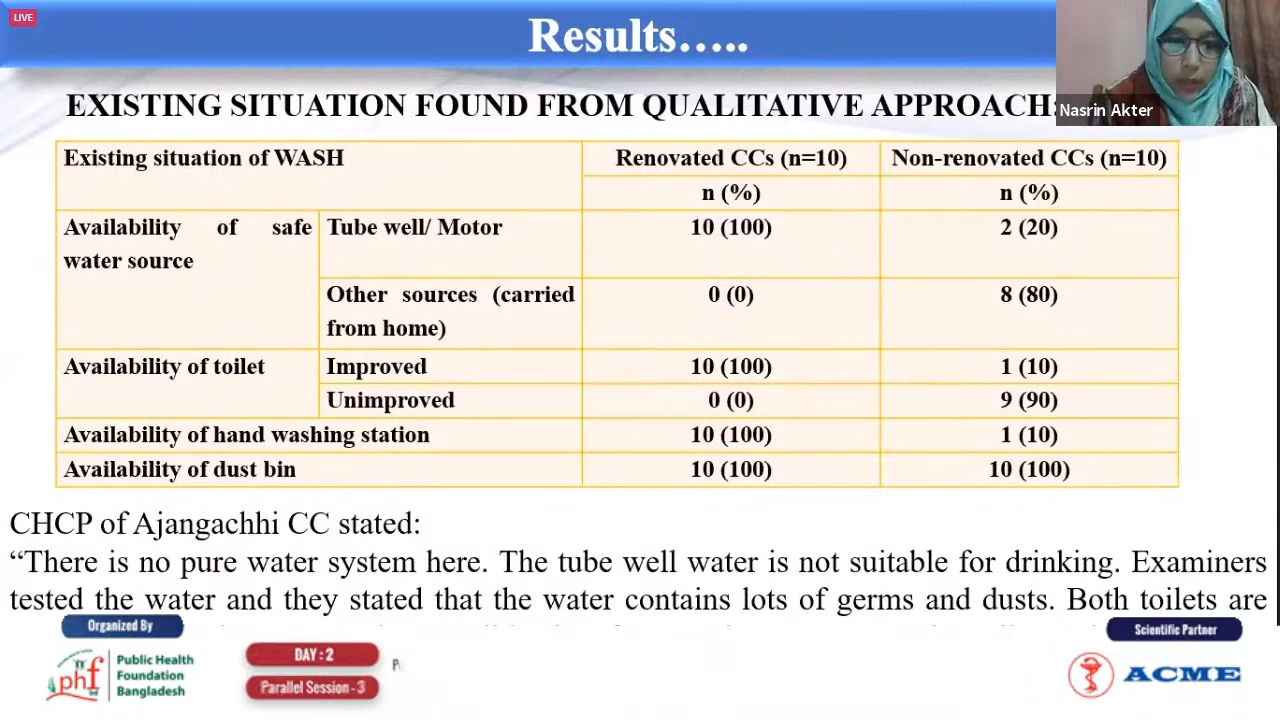 LIVE
Results…..
EXISTING SITUATION FOUND FROM QUALITATIVE APPROACH
Nasrin Akter
Existing situation of WASH
Renovated CCs (n=10)
Non-renovated CCs (n=10)
n (%)
n (%)
Availability of safe
water source
Tube well/ Motor
10 (100)
2 (20)
Other sources (carried
from home)
0 (0)
8 (80)
Availability of toilet
Improved
10 (100)
1 (10)
Unimproved
0 (0)
9 (90)
Availability of hand washing station
10 (100)
1 (10)
Availability of dust bin
10 (100)
10 (100)
CHCP of Ajangachhi CC stated:
“There is no pure water system here. The tube well water is not suitable for drinking. Examiners
tested the water and they stated that the water contains lots of germs and dusts. Both toilets are
Organized By
phf
Public Health
Foundation
Bangladesh
DAY : 2
Parallel Session - 3
Scientific Partner
ACME